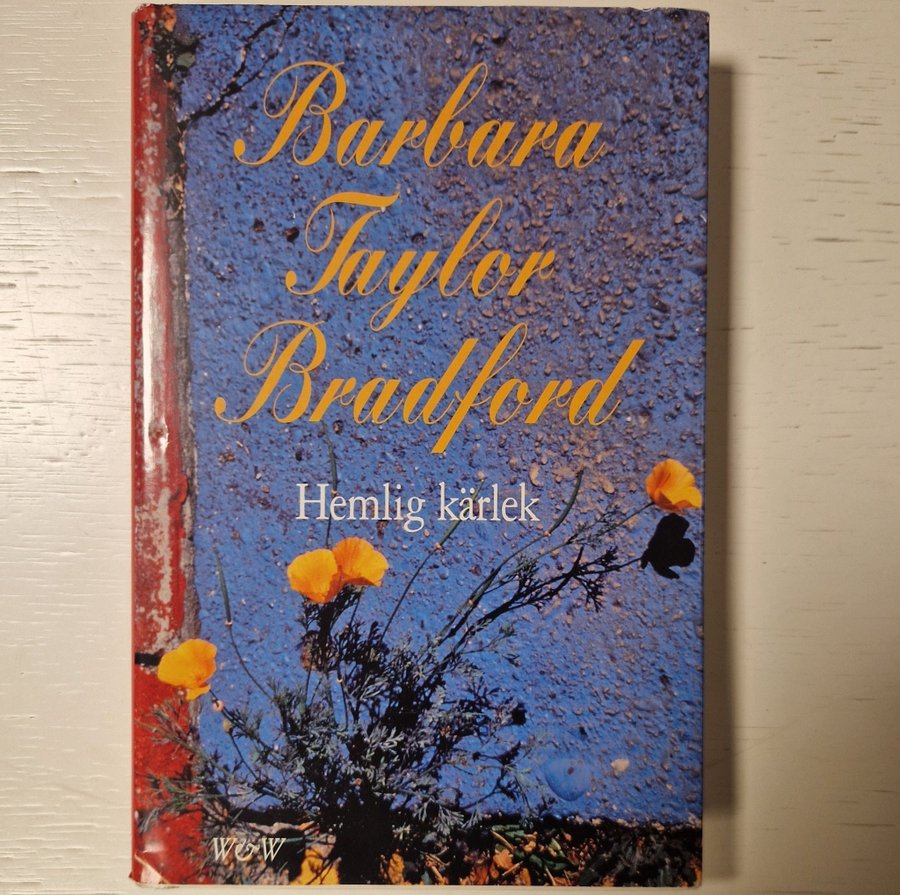 Barbara
Taylor
Bradford
Hemlig kärlek
W&W